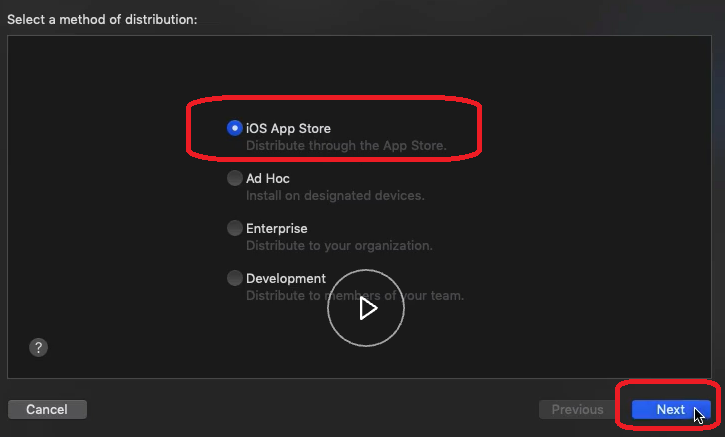 Select a method of distribution:
iOS App Store
Distribute through the App Store.
Ad Hoc
Install on designated devices.
Enterprise
Distribute to your organization.
Development
Distribute to members of your team.
?
Cancel
Previous
Next